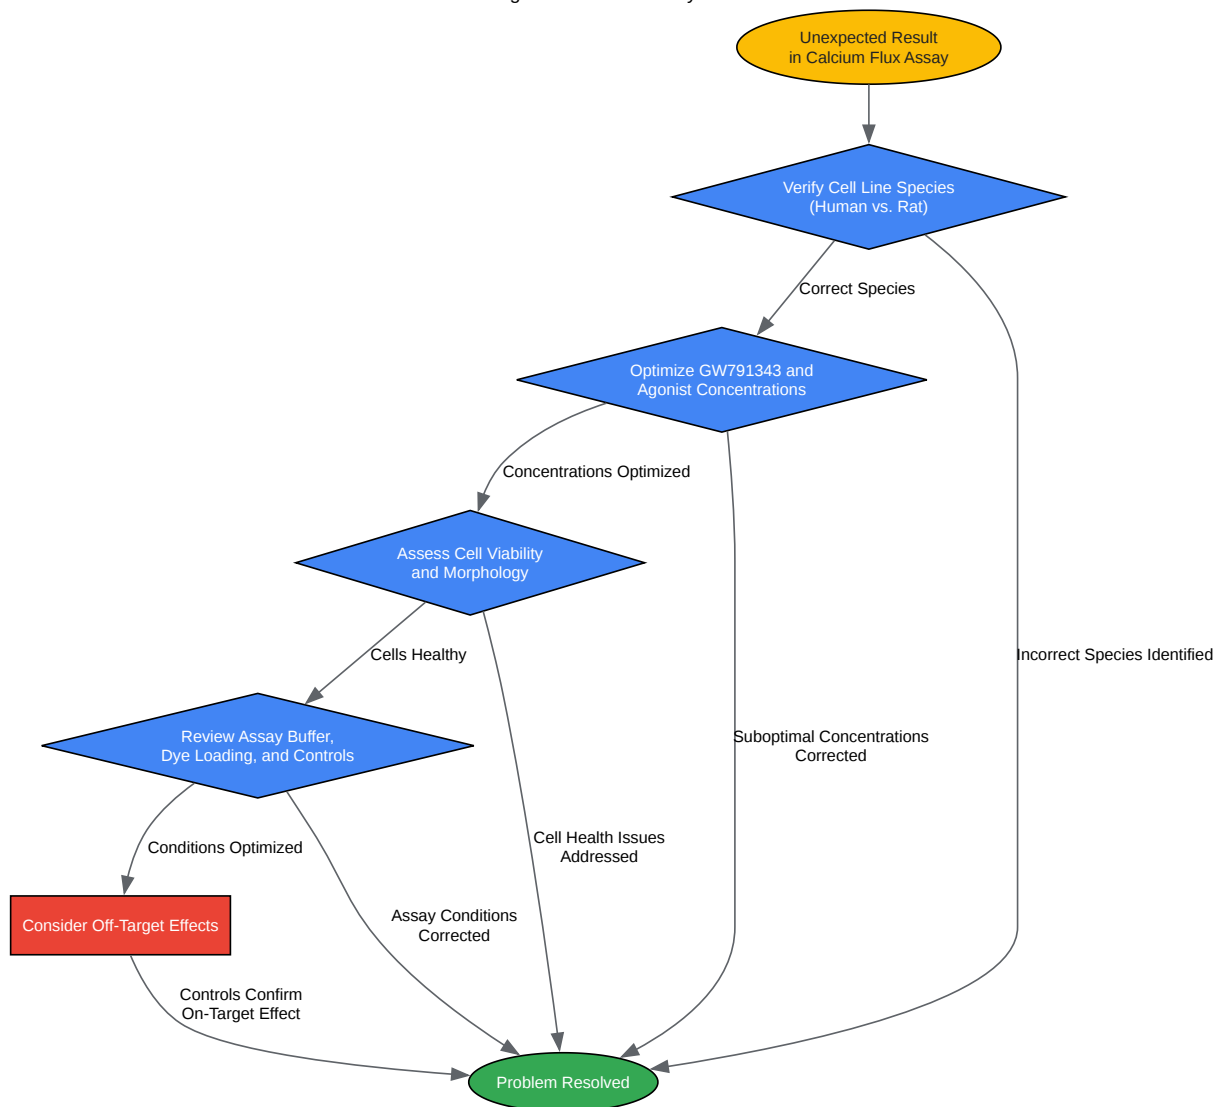 Unexpected Result
in Calcium Flux Assay
Verify Cell Line Species
(Human vs. Rat)
Correct Species
Optimize GW791343 and
Agonist Concentrations
Concentrations Optimized
Assess Cell Viability
and Morphology
Cells Healthy
Incorrect Species Identified
Review Assay Buffer,
Dye Loading, and Controls
Suboptimal Concentrations
Corrected
Conditions Optimized
Cell Health Issues
Addressed
Consider Off-Target Effects
Assay Conditions
Corrected
Controls Confirm
On-Target Effect
Problem Resolved